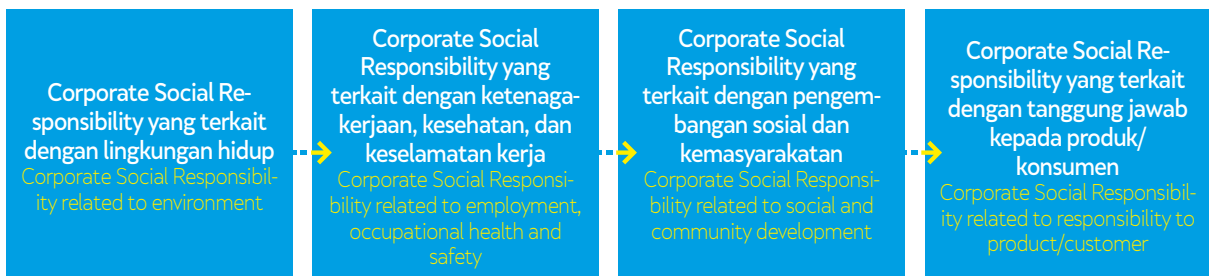 Corporate Social Re-
sponsibility yang terkait
dengan lingkungan hidup
Corporate Social Responsibil-
ity related to environment
Corporate Social
Responsibility yang
terkait dengan ketenaga-
kerjaan, kesehatan, dan
keselamatan kerja
Corporate Social Responsi-
bility related to employment,
occupational health and
safety
Corporate Social
Responsibility yang
terkait dengan pengem-
bangan sosial dan
kemasyarakatan
Corporate Social Responsi-
bility related to social and
community development
Corporate Social Re-
sponsibility yang terkait
dengan tanggung jawab
kepada produk/
konsumen
Corporate Social Responsibil-
ity related to responsibility to
product/customer